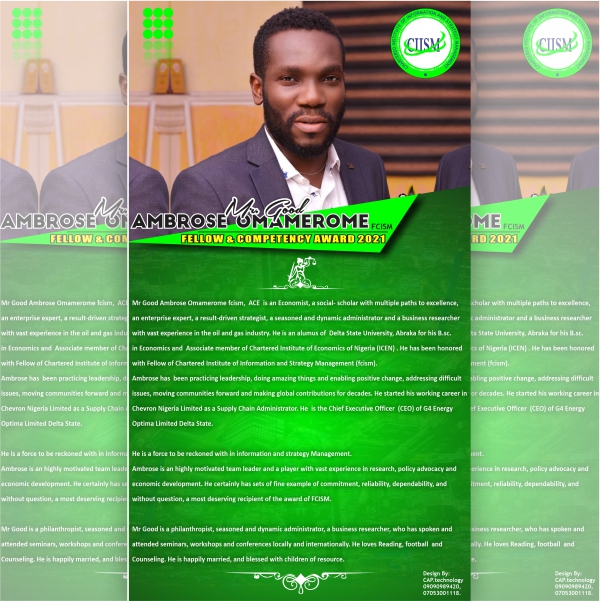 CIISM
Mr Good
AMBROSE OMAMEROME FCISM
FELLOW & COMPETENCY AWARD 2021
Mr Good Ambrose Omamerome fcism, ACE is an Economist, a social- scholar with multiple paths to excellence,
an enterprise expert, a result-driven strategist, a seasoned and dynamic administrator and a business researcher
with vast experience in the oil and gas industry. He is an alumus of Delta State University, Abraka for his B.sc.
in Economics and Associate member of Chartered Institute of Economics of Nigeria (ICEN) . He has been honored
with Fellow of Chartered Institute of Information and Strategy Management (fcism).
Ambrose has been practicing leadership, doing amazing things and enabling positive change, addressing difficult
issues, moving communities forward and making global contributions for decades. He started his working career in
Chevron Nigeria Limited as a Supply Chain Administrator. He is the Chief Executive Officer (CEO) of G4 Energy
Optima Limited Delta State.
He is a force to be reckoned with in information and strategy Management.
Ambrose is an highly motivated team leader and a player with vast experience in research, policy advocacy and
economic development. He certainly has sets of fine example of commitment, reliability, dependability, and
without question, a most deserving recipient of the award of FCISM.
Mr Good is a philanthropist, seasoned and dynamic administrator, a business researcher, who has spoken and
attended seminars, workshops and conferences locally and internationally. He loves Reading, football and
Counseling. He is happily married, and blessed with children of resource.
Design By:
CAP.technology
09090989420,
07053001118.